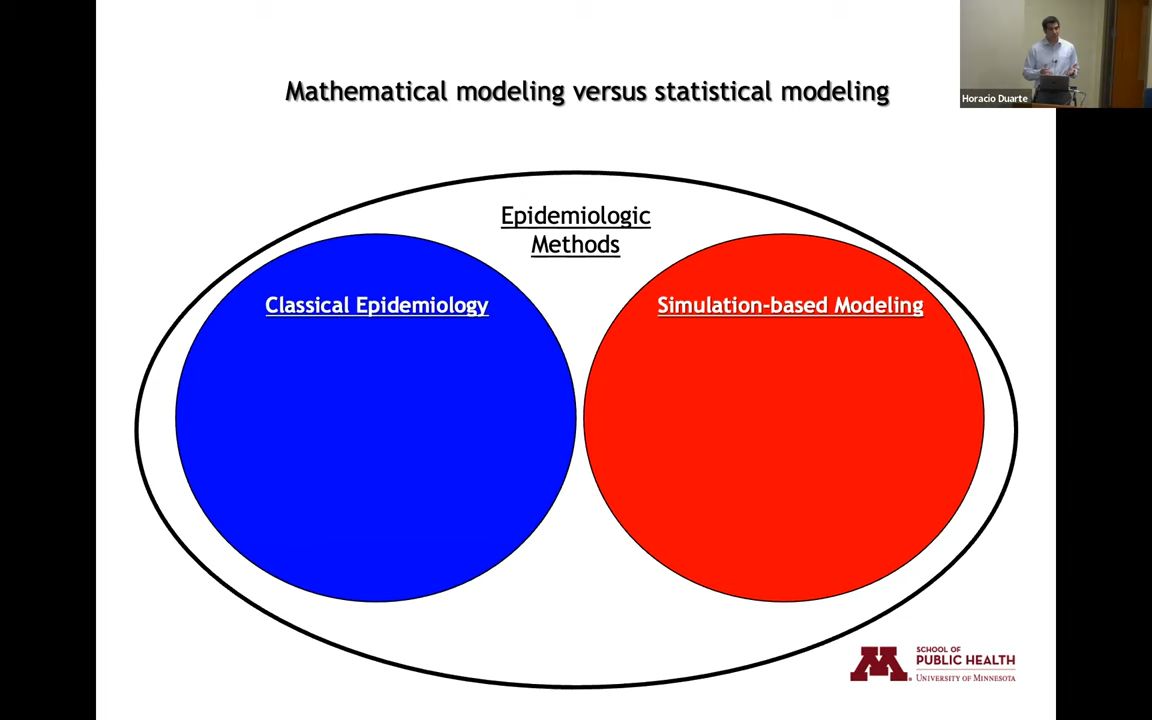 Mathematical modeling versus statistical modeling
Horacio Duarte
Epidemiologic
Methods
Classical Epidemiology
Simulation-based Modeling
SCHOOL OF
PUBLIC HEALTH
UNIVERSITY OF MINNESOTA